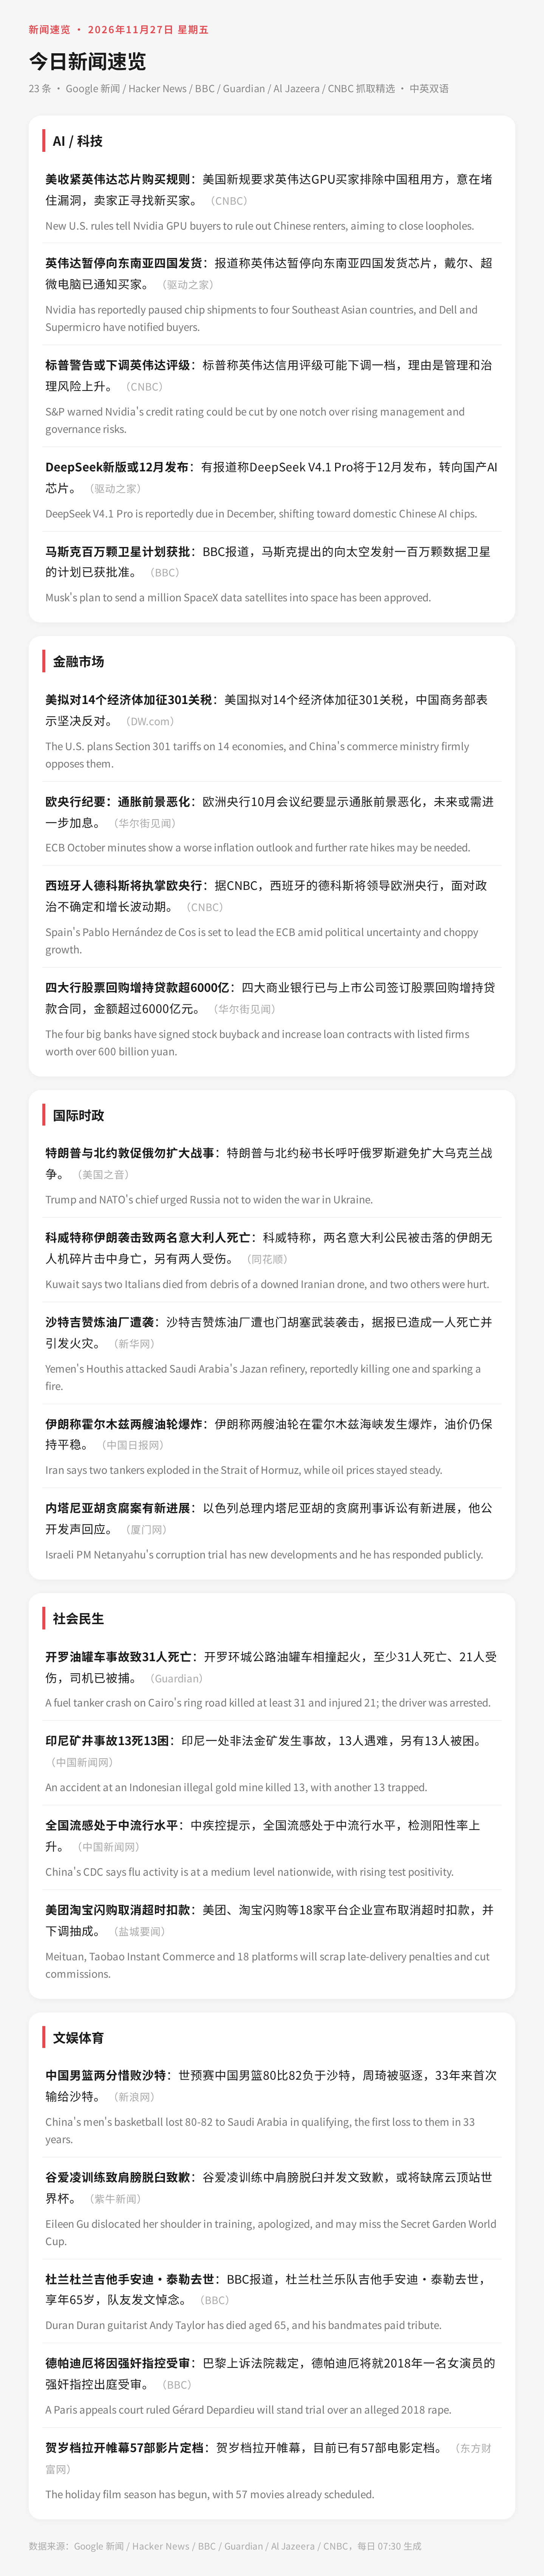 新闻速览 · 2026年11月27日 星期五
今日新闻速览
23 条 · Google 新闻 / Hacker News / BBC / Guardian / Al Jazeera / CNBC 抓取精选 · 中英双语
AI / 科技
美收紧英伟达芯片购买规则：美国新规要求英伟达GPU买家排除中国租用方，意在堵
住漏洞，卖家正寻找新买家。（CNBC）
New U.S. rules tell Nvidia GPU buyers to rule out Chinese renters, aiming to close loopholes.
英伟达暂停向东南亚四国发货：报道称英伟达暂停向东南亚四国发货芯片，戴尔、超
微电脑已通知买家。（驱动之家）
Nvidia has reportedly paused chip shipments to four Southeast Asian countries, and Dell and
Supermicro have notified buyers.
标普警告或下调英伟达评级：标普称英伟达信用评级可能下调一档，理由是管理和治
理风险上升。（CNBC）
S&P warned Nvidia's credit rating could be cut by one notch over rising management and
governance risks.
DeepSeek新版或12月发布：有报道称DeepSeek V4.1 Pro将于12月发布，转向国产AI
芯片。（驱动之家）
DeepSeek V4.1 Pro is reportedly due in December, shifting toward domestic Chinese AI chips.
马斯克百万颗卫星计划获批：BBC报道，马斯克提出的向太空发射一百万颗数据卫星
的计划已获批准。（BBC）
Musk's plan to send a million SpaceX data satellites into space has been approved.
金融市场
美拟对14个经济体加征301关税：美国拟对14个经济体加征301关税，中国商务部表
示坚决反对。（DW.com）
The U.S. plans Section 301 tariffs on 14 economies, and China's commerce ministry firmly
opposes them.
欧央行纪要：通胀前景恶化：欧洲央行10月会议纪要显示通胀前景恶化，未来或需进
一步加息。（华尔街见闻）
ECB October minutes show a worse inflation outlook and further rate hikes may be needed.
西班牙人德科斯将执掌欧央行：据CNBC，西班牙的德科斯将领导欧洲央行，面对政
治不确定和增长波动期。（CNBC）
Spain's Pablo Hernández de Cos is set to lead the ECB amid political uncertainty and choppy
growth.
四大行股票回购增持贷款超6000亿：四大商业银行已与上市公司签订股票回购增持贷
款合同，金额超过6000亿元。（华尔街见闻）
The four big banks have signed stock buyback and increase loan contracts with listed firms
worth over 600 billion yuan.
国际时政
特朗普与北约敦促俄勿扩大战事：特朗普与北约秘书长呼吁俄罗斯避免扩大乌克兰战
争。（美国之音）
Trump and NATO's chief urged Russia not to widen the war in Ukraine.
科威特称伊朗袭击致两名意大利人死亡：科威特称，两名意大利公民被击落的伊朗无
人机碎片击中身亡，另有两人受伤。（同花顺）
Kuwait says two Italians died from debris of a downed Iranian drone, and two others were hurt.
沙特吉赞炼油厂遭袭：沙特吉赞炼油厂遭也门胡塞武装袭击，据报已造成一人死亡并
引发火灾。（新华网）
Yemen's Houthis attacked Saudi Arabia's Jazan refinery, reportedly killing one and sparking a
fire.
伊朗称霍尔木兹两艘油轮爆炸：伊朗称两艘油轮在霍尔木兹海峡发生爆炸，油价仍保
持平稳。（中国日报网）
Iran says two tankers exploded in the Strait of Hormuz, while oil prices stayed steady.
内塔尼亚胡贪腐案有新进展：以色列总理内塔尼亚胡的贪腐刑事诉讼有新进展，他公
开发声回应。（厦门网）
Israeli PM Netanyahu's corruption trial has new developments and he has responded publicly.
社会民生
开罗油罐车事故致31人死亡：开罗环城公路油罐车相撞起火，至少31人死亡、21人受
伤，司机已被捕。（Guardian）
A fuel tanker crash on Cairo's ring road killed at least 31 and injured 21; the driver was arrested.
印尼矿井事故13死13困：印尼一处非法金矿发生事故，13人遇难，另有13人被困。
（中国新闻网）
An accident at an Indonesian illegal gold mine killed 13, with another 13 trapped.
全国流感处于中流行水平：中疾控提示，全国流感处于中流行水平，检测阳性率上
升。（中国新闻网）
China's CDC says flu activity is at a medium level nationwide, with rising test positivity.
美团淘宝闪购取消超时扣款：美团、淘宝闪购等18家平台企业宣布取消超时扣款，并
下调抽成。（盐城要闻）
Meituan, Taobao Instant Commerce and 18 platforms will scrap late-delivery penalties and cut
commissions.
文娱体育
中国男篮两分惜败沙特：世预赛中国男篮80比82负于沙特，周琦被驱逐，33年来首次
输给沙特。（新浪网）
China's men's basketball lost 80-82 to Saudi Arabia in qualifying, the first loss to them in 33
years.
谷爱凌训练致肩膀脱臼致歉：谷爱凌训练中肩膀脱臼并发文致歉，或将缺席云顶站世
界杯。（紫牛新闻）
Eileen Gu dislocated her shoulder in training, apologized, and may miss the Secret Garden World
Cup.
杜兰杜兰吉他手安迪·泰勒去世：BBC报道，杜兰杜兰乐队吉他手安迪·泰勒去世，
享年65岁，队友发文悼念。（BBC）
Duran Duran guitarist Andy Taylor has died aged 65, and his bandmates paid tribute.
德帕迪厄将因强奸指控受审：巴黎上诉法院裁定，德帕迪厄将就2018年一名女演员的
强奸指控出庭受审。（BBC）
A Paris appeals court ruled Gérard Depardieu will stand trial over an alleged 2018 rape.
贺岁档拉开帷幕57部影片定档：贺岁档拉开帷幕，目前已有57部电影定档。（东方财
富网）
The holiday film season has begun, with 57 movies already scheduled.
数据来源：Google 新闻 / Hacker News / BBC / Guardian / Al Jazeera / CNBC，每日 07:30 生成